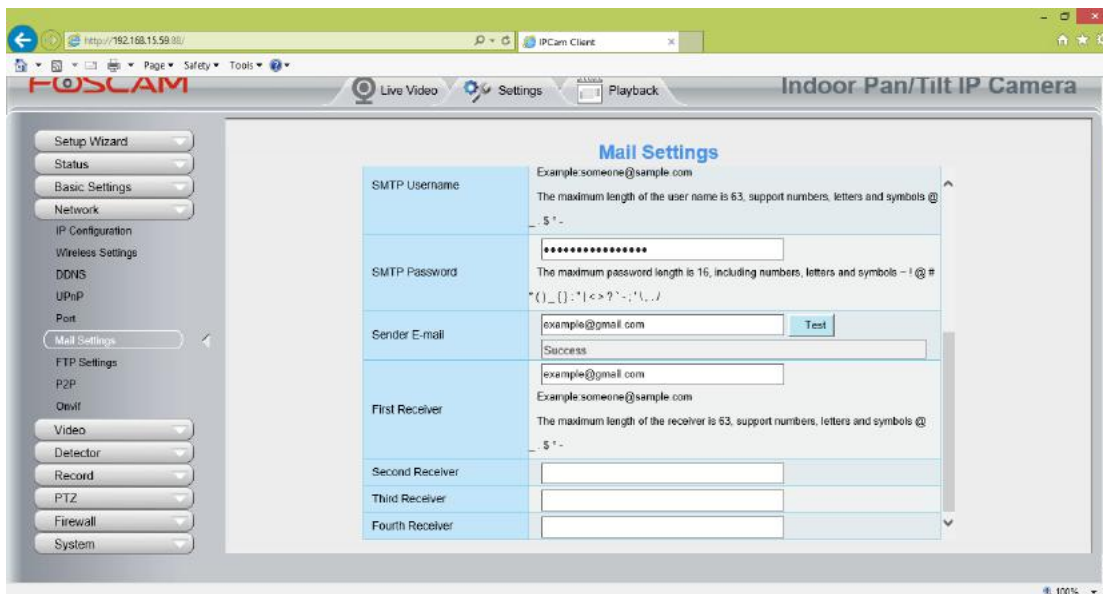 http://192.168.15.59:88/
IPCam Client
Page Safety Tools
FOSCAM
Live Video
Settings
Playback
Indoor Pan/Tilt IP Camera
Setup Wizard
Status
Basic Settings
Network
IP Configuration
Wireless Settings
DDNS
UPnP
Port
Mail Settings
FTP Settings
P2P
Onvif
Video
Detector
Record
PTZ
Firewall
System
Mail Settings
SMTP Username
Example:someone@sample.com
The maximum length of the user name is 63, support numbers, letters and symbols @
_ . $ * -
SMTP Password
••••••••••••••••
The maximum password length is 16, including numbers, letters and symbols ~ ! @ #
Sender E-mail
example@gmail.com
Test
Success
First Receiver
example@gmail.com
Example:someone@sample.com
The maximum length of the receiver is 63, support numbers, letters and symbols @
_ . $ * -
Second Receiver
Third Receiver
Fourth Receiver
100%